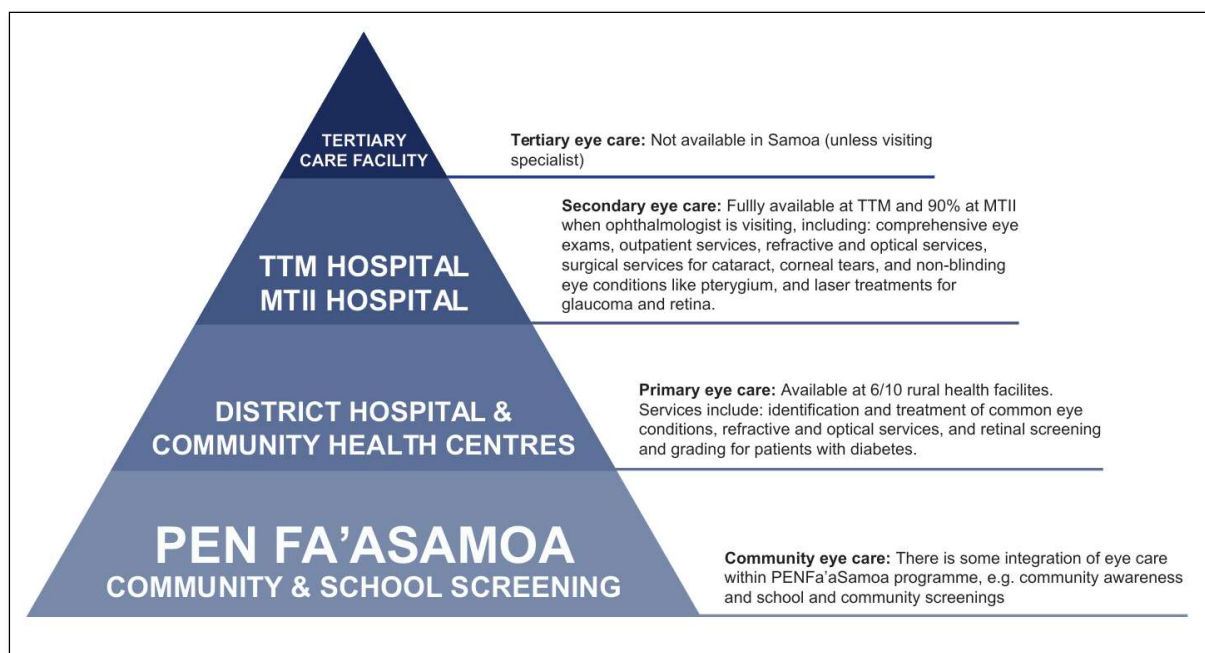 TERTIARY
CARE FACILITY
Tertiary eye care: Not available in Samoa (unless visiting
specialist)
TTM HOSPITAL
MTII HOSPITAL
Secondary eye care: Fullly available at TTM and 90% at MTII
when ophthalmologist is visiting, including: comprehensive eye
exams, outpatient services, refractive and optical services,
surgical services for cataract, corneal tears, and non-blinding
eye conditions like pterygium, and laser treatments for
glaucoma and retina.
DISTRICT HOSPITAL &
COMMUNITY HEALTH CENTRES
Primary eye care: Available at 6/10 rural health facilites.
Services include: identification and treatment of common eye
conditions, refractive and optical services, and retinal screening
and grading for patients with diabetes.
PEN FA’ASAMOA
COMMUNITY & SCHOOL SCREENING
Community eye care: There is some integration of eye care
within PENFa’aSamoa programme, e.g. community awareness
and school and community screenings